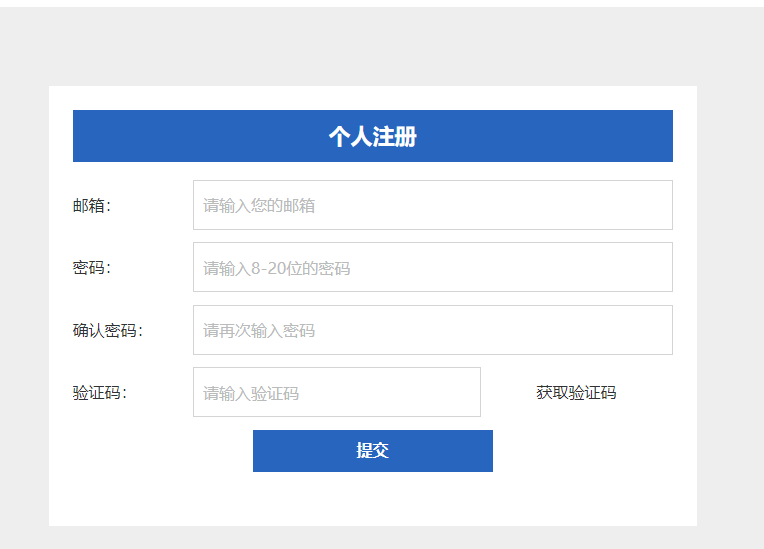 个人注册
邮箱： 请输入您的邮箱
密码： 请输入8-20位的密码
确认密码： 请再次输入密码
验证码： 请输入验证码 获取验证码
提交